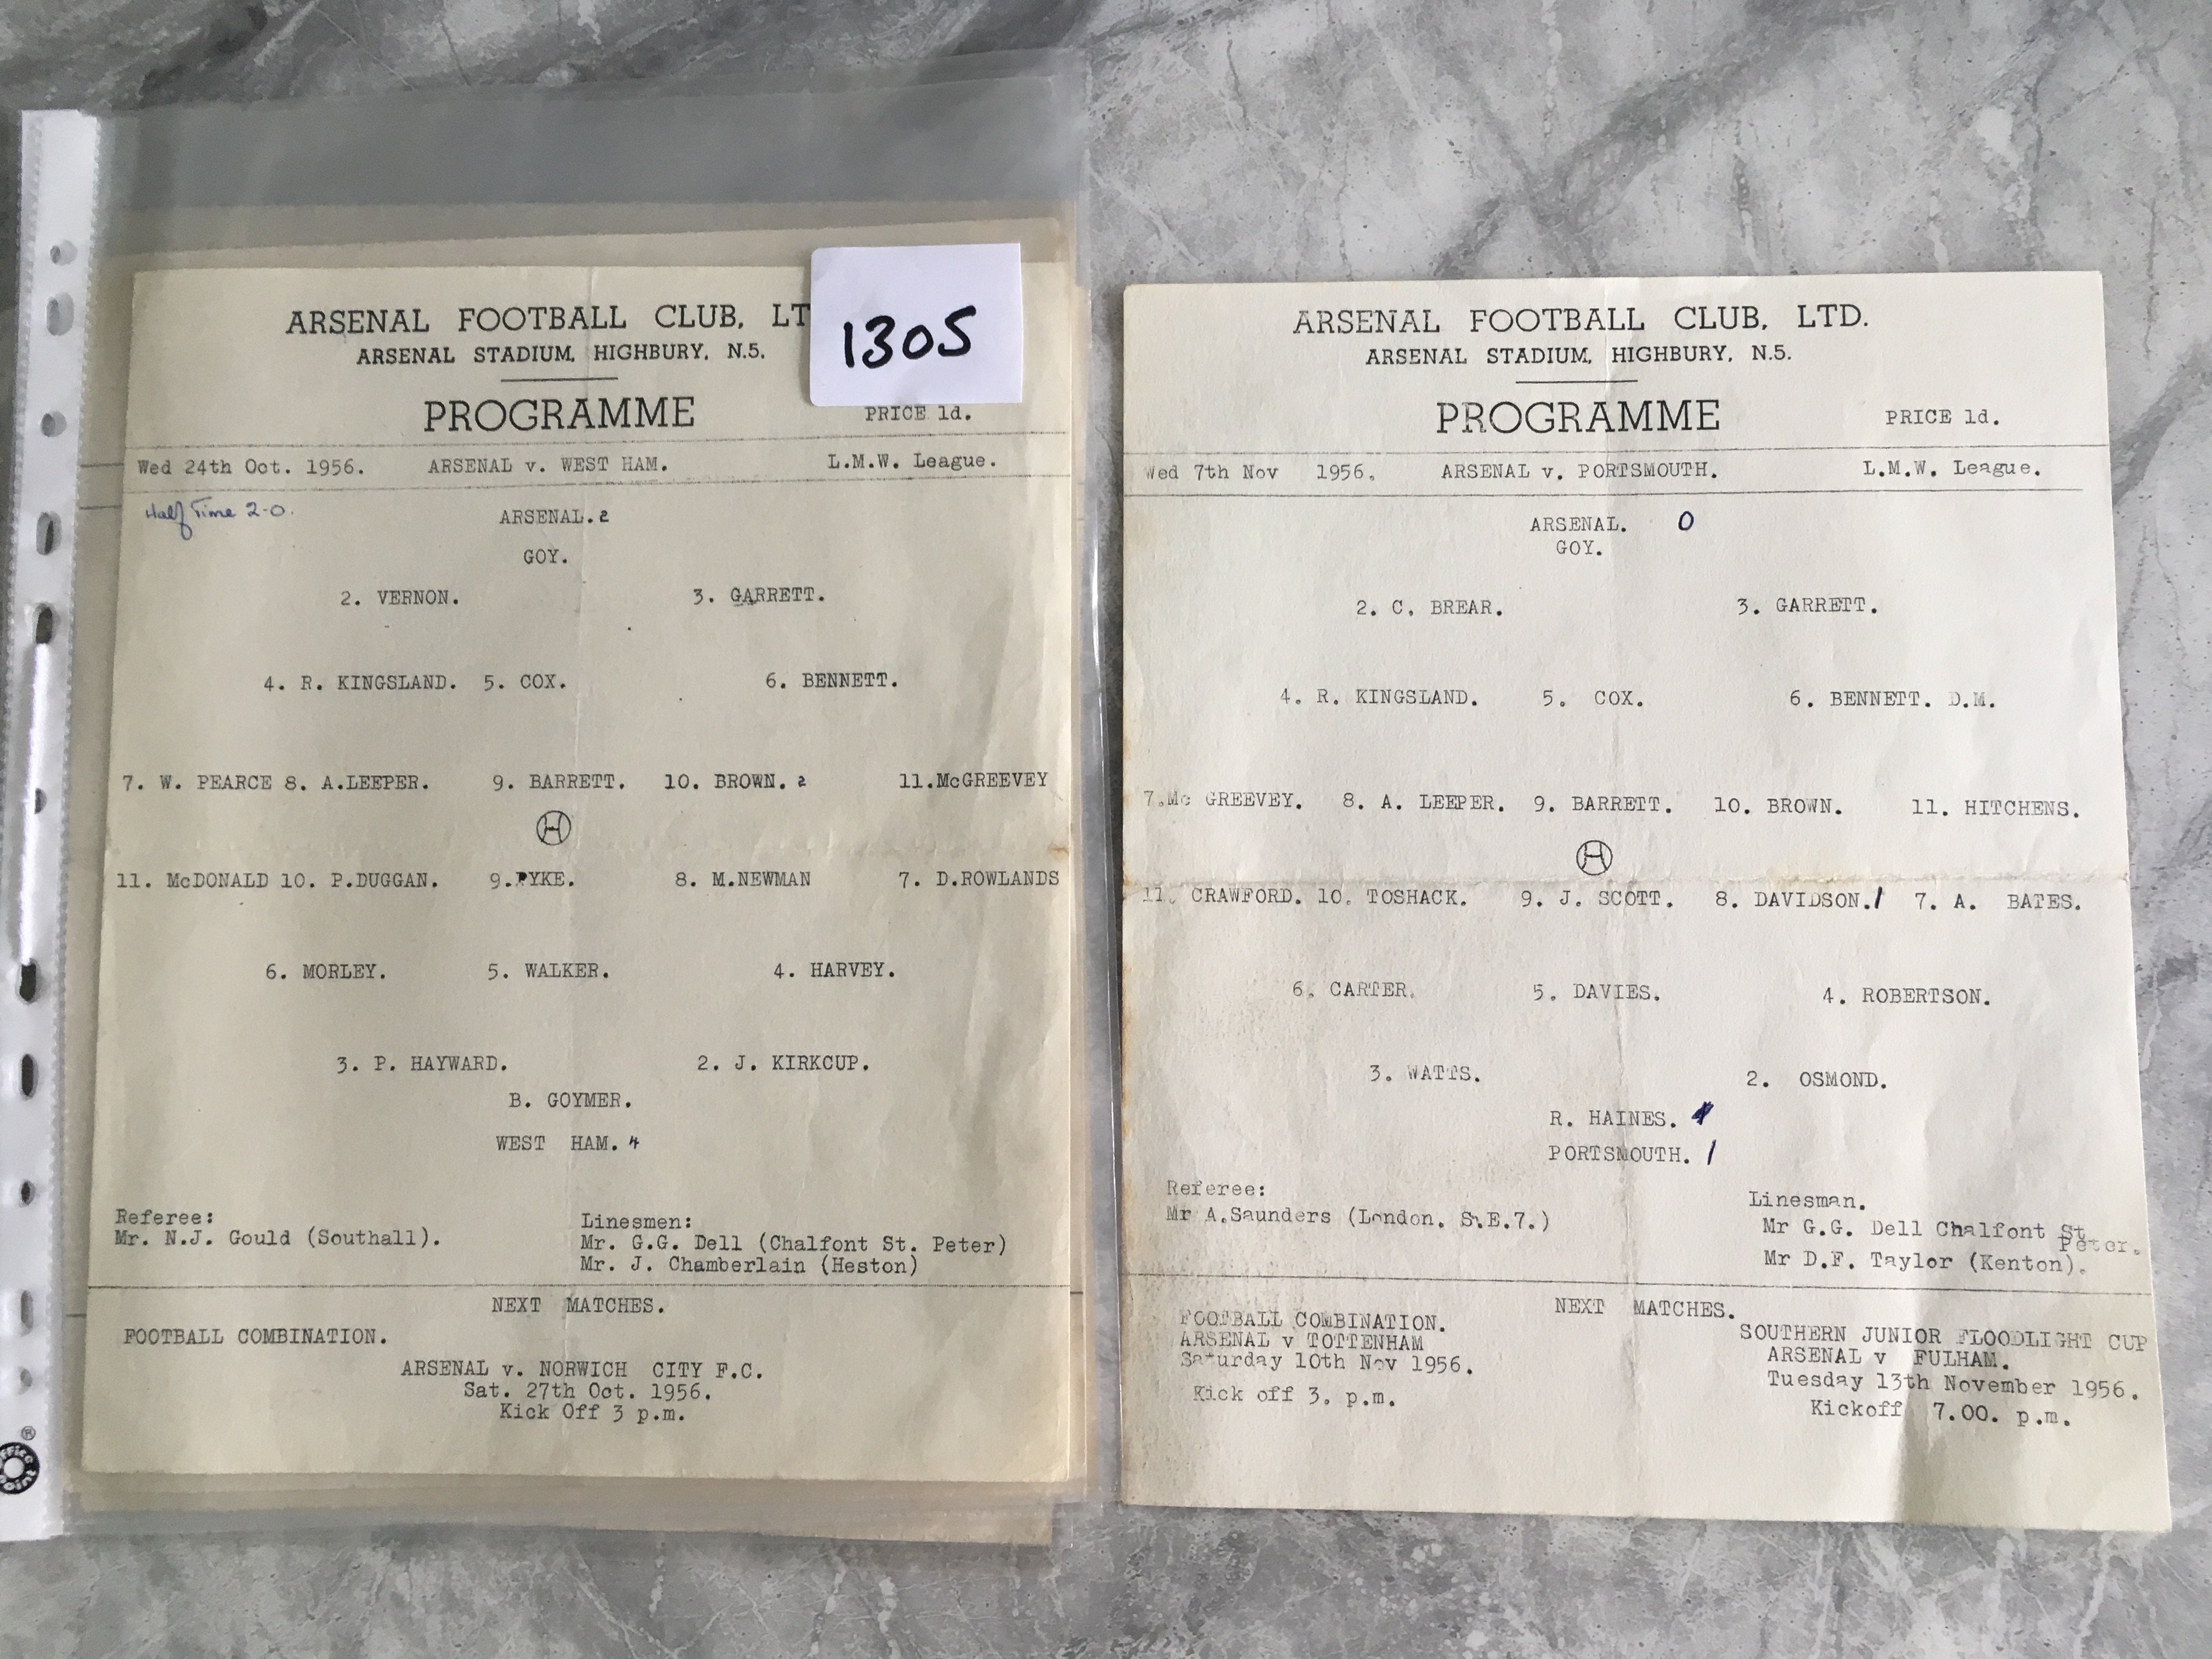 1305
ARSENAL FOOTBALL CLUB, LT
ARSENAL STADIUM, HIGHBURY, N.5.
PROGRAMME
PRICE 1d.
Wed 24th Oct. 1956. ARSENAL v. WEST HAM. L.M.W. League.
Half Time 2-0.
ARSENAL. 2
GOY.
2. VERNON. 3. GARRETT.
4. R. KINGSLAND. 5. COX. 6. BENNETT.
7. W. PEARCE 8. A.LEEPER. 9. BARRETT. 10. BROWN. 2 11.McGREEVEY
H
11. McDONALD 10. P.DUGGAN. 9.PYKE. 8. M.NEWMAN 7. D.ROWLANDS
6. MORLEY. 5. WALKER. 4. HARVEY.
3. P. HAYWARD. 2. J. KIRKCUP.
B. GOYMER.
WEST HAM. 4
Referee:
Mr. N.J. Gould (Southall).
Linesmen:
Mr. G.G. Dell (Chalfont St. Peter)
Mr. J. Chamberlain (Heston)
NEXT MATCHES.
FOOTBALL COMBINATION.
ARSENAL v. NORWICH CITY F.C.
Sat. 27th Oct. 1956.
Kick Off 3 p.m.
ARSENAL FOOTBALL CLUB, LTD.
ARSENAL STADIUM, HIGHBURY, N.5.
PROGRAMME
PRICE 1d.
Wed 7th Nov 1956. ARSENAL v. PORTSMOUTH. L.M.W. League.
ARSENAL. 0
GOY.
2. C. BREAR. 3. GARRETT.
4. R. KINGSLAND. 5. COX. 6. BENNETT. D.M.
7.Mc GREEVEY. 8. A. LEEPER. 9. BARRETT. 10. BROWN. 11. HITCHENS.
H
11. CRAWFORD. 10. TOSHACK. 9. J. SCOTT. 8. DAVIDSON. 1 7. A. BATES.
6. CARTER. 5. DAVIES. 4. ROBERTSON.
3. WATTS. 2. OSMOND.
R. HAINES.
PORTSMOUTH. 1
Referee:
Mr A.Saunders (London. S.E.7.)
Linesman.
Mr G.G. Dell Chalfont St
Peter.
Mr D.F. Taylor (Kenton).
NEXT MATCHES.
FOOTBALL COMBINATION.
ARSENAL v TOTTENHAM
Saturday 10th Nov 1956.
Kick off 3. p.m.
SOUTHERN JUNIOR FLOODLIGHT CUP
ARSENAL v FULHAM.
Tuesday 13th November 1956.
Kickoff 7.00. p.m.